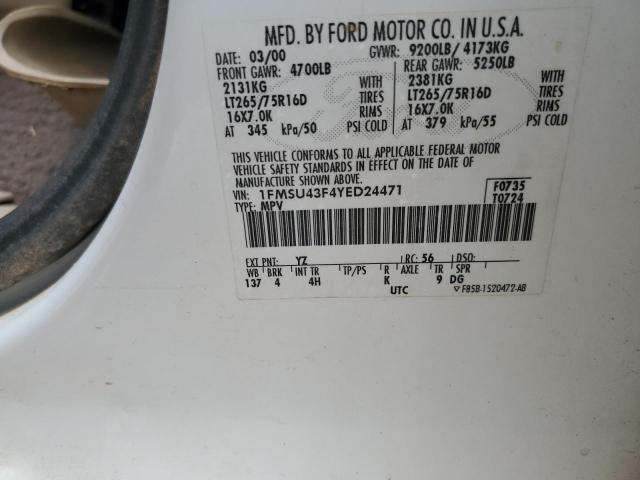 MFD. BY FORD MOTOR CO. IN U.S.A.
DATE: 03/00 GVWR: 9200LB/ 4173KG
FRONT GAWR: 4700LB REAR GAWR: 5250LB
2131KG WITH 2381KG WITH
LT265/75R16D TIRES LT265/75R16D TIRES
16X7.0K RIMS 16X7.0K RIMS
AT 345 kPa/50 PSI COLD AT 379 kPa/55 PSI COLD
THIS VEHICLE CONFORMS TO ALL APPLICABLE FEDERAL MOTOR
VEHICLE SAFETY STANDARDS IN EFFECT ON THE DATE OF
MANUFACTURE SHOWN ABOVE.
VIN: 1FMSU43F4YED24471 F0735
TYPE: MPV T0724
EXT PNT: YZ RC: 56 DSO:
WB BRK INT TR TP/PS R AXLE TR SPR
137 4 4H K 9 DG
UTC F85B-1520472-AB